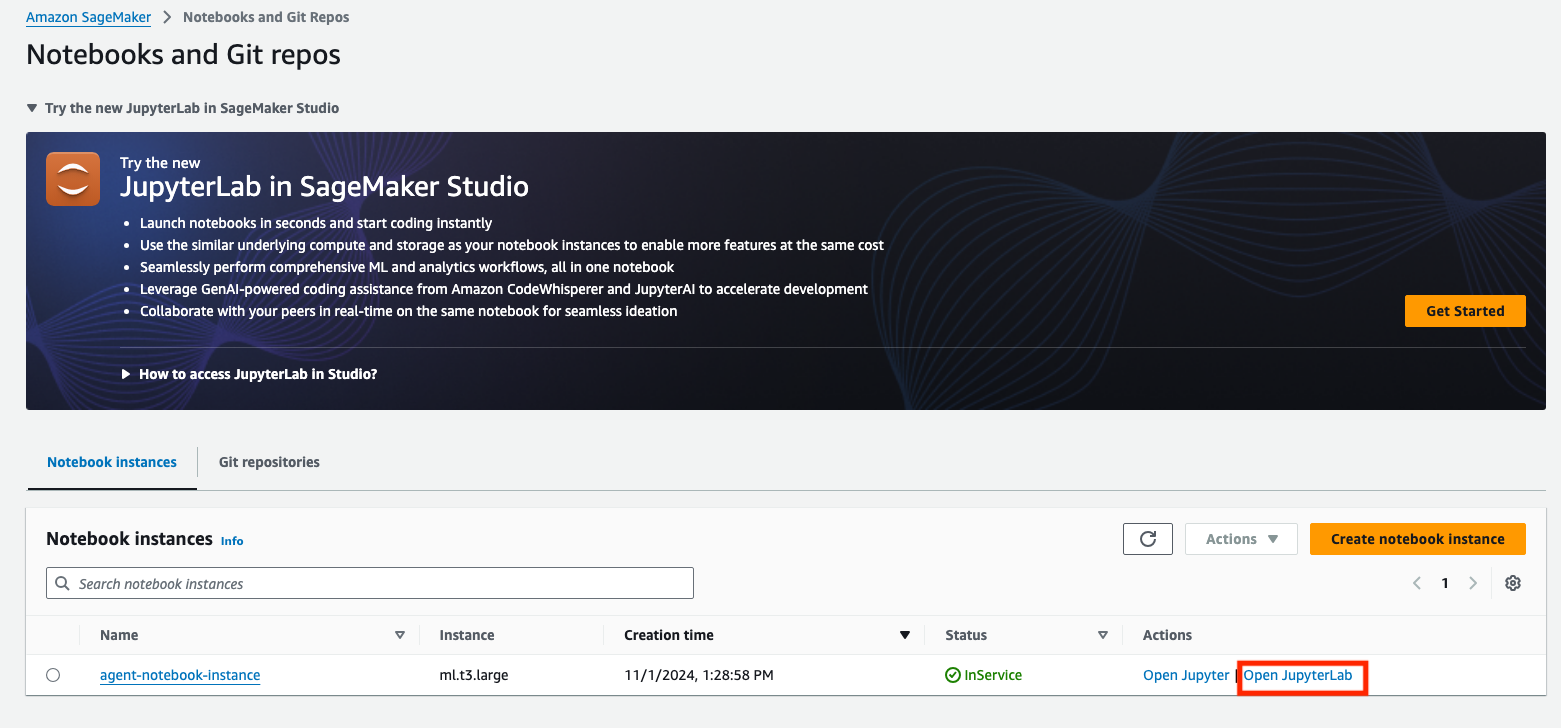 Amazon SageMaker > Notebooks and Git Repos
Notebooks and Git repos
Try the new JupyterLab in SageMaker Studio
Try the new
JupyterLab in SageMaker Studio
• Launch notebooks in seconds and start coding instantly
• Use the similar underlying compute and storage as your notebook instances to enable more features at the same cost
• Seamlessly perform comprehensive ML and analytics workflows, all in one notebook
• Leverage GenAI-powered coding assistance from Amazon CodeWhisperer and JupyterAI to accelerate development
• Collaborate with your peers in real-time on the same notebook for seamless ideation
Get Started
How to access JupyterLab in Studio?
Notebook instances Git repositories
Notebook instances Info Actions Create notebook instance
Search notebook instances 1
Name Instance Creation time Status Actions
agent-notebook-instance ml.t3.large 11/1/2024, 1:28:58 PM InService Open Jupyter | Open JupyterLab